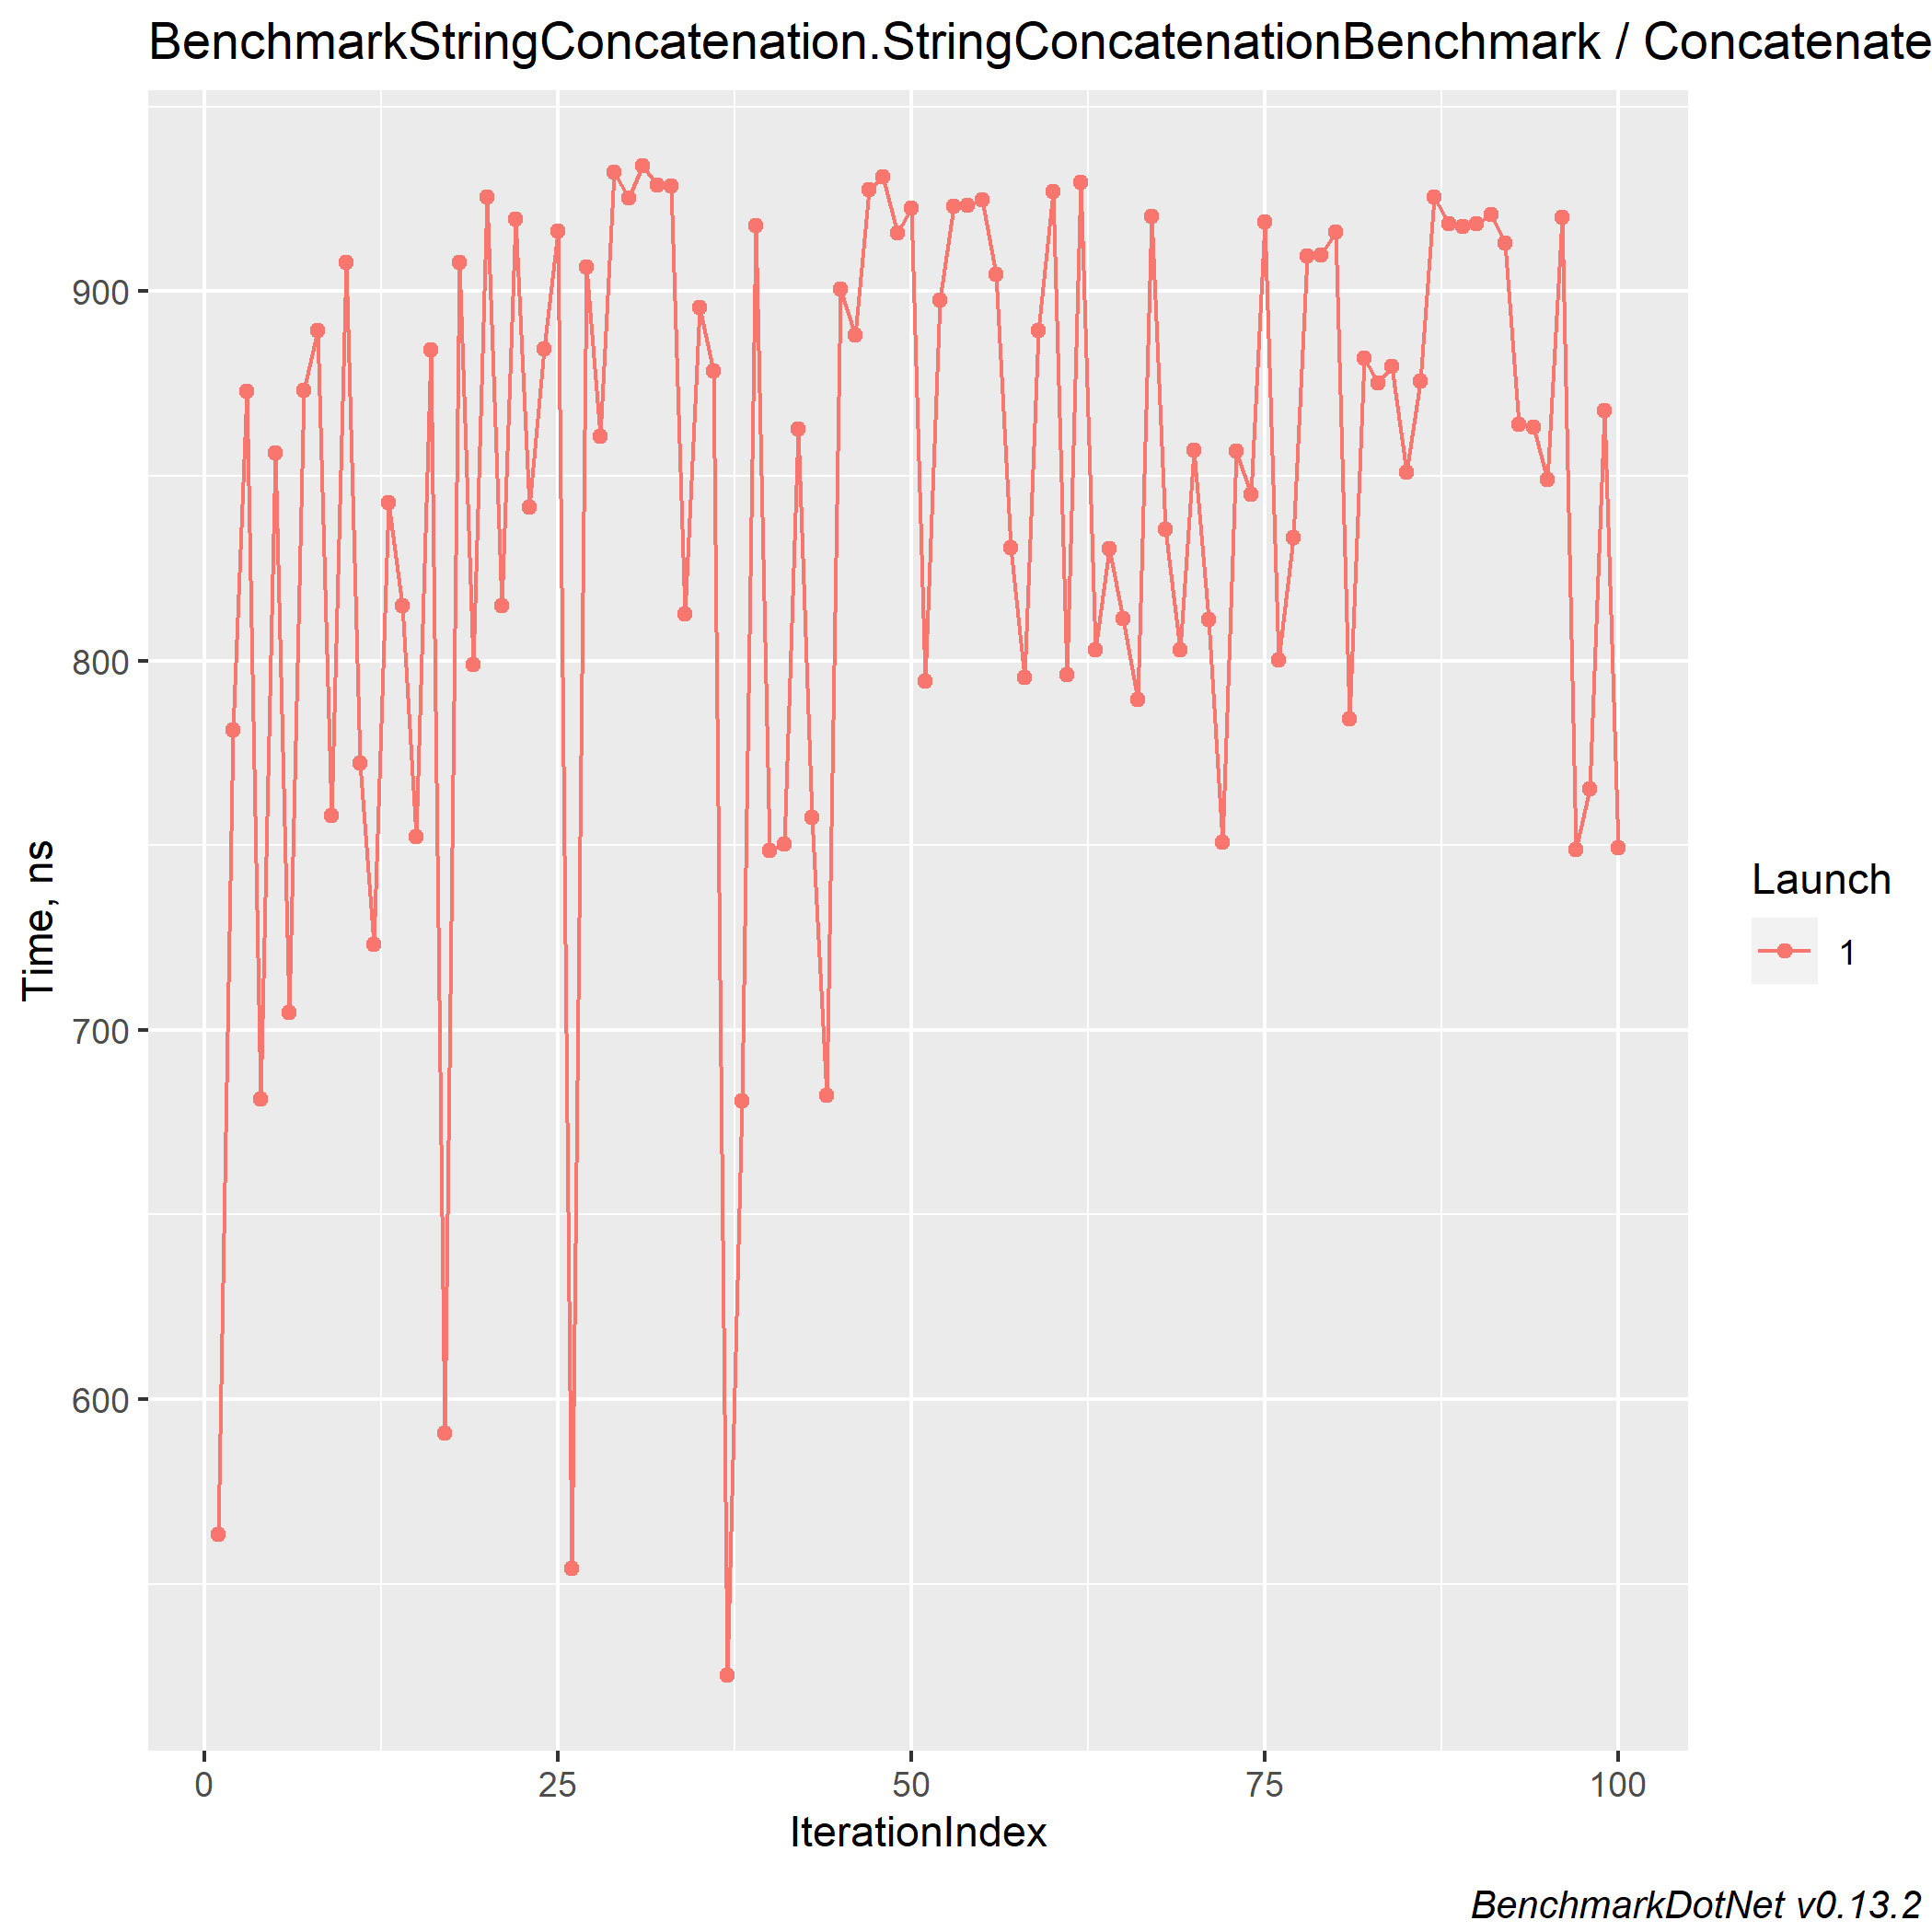 BenchmarkStringConcatenation.StringConcatenationBenchmark / Concatenate
900
800
700
600
Time, ns
0 25 50 75 100
IterationIndex
Launch
1
BenchmarkDotNet v0.13.2